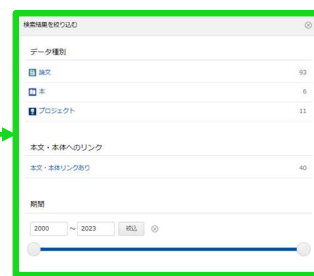 検索結果を絞り込む
データ種別
論文 93
本 6
プロジェクト 11
本文・本体へのリンク
本文・本体リンクあり 40
期間
2000 ~ 2023 絞込